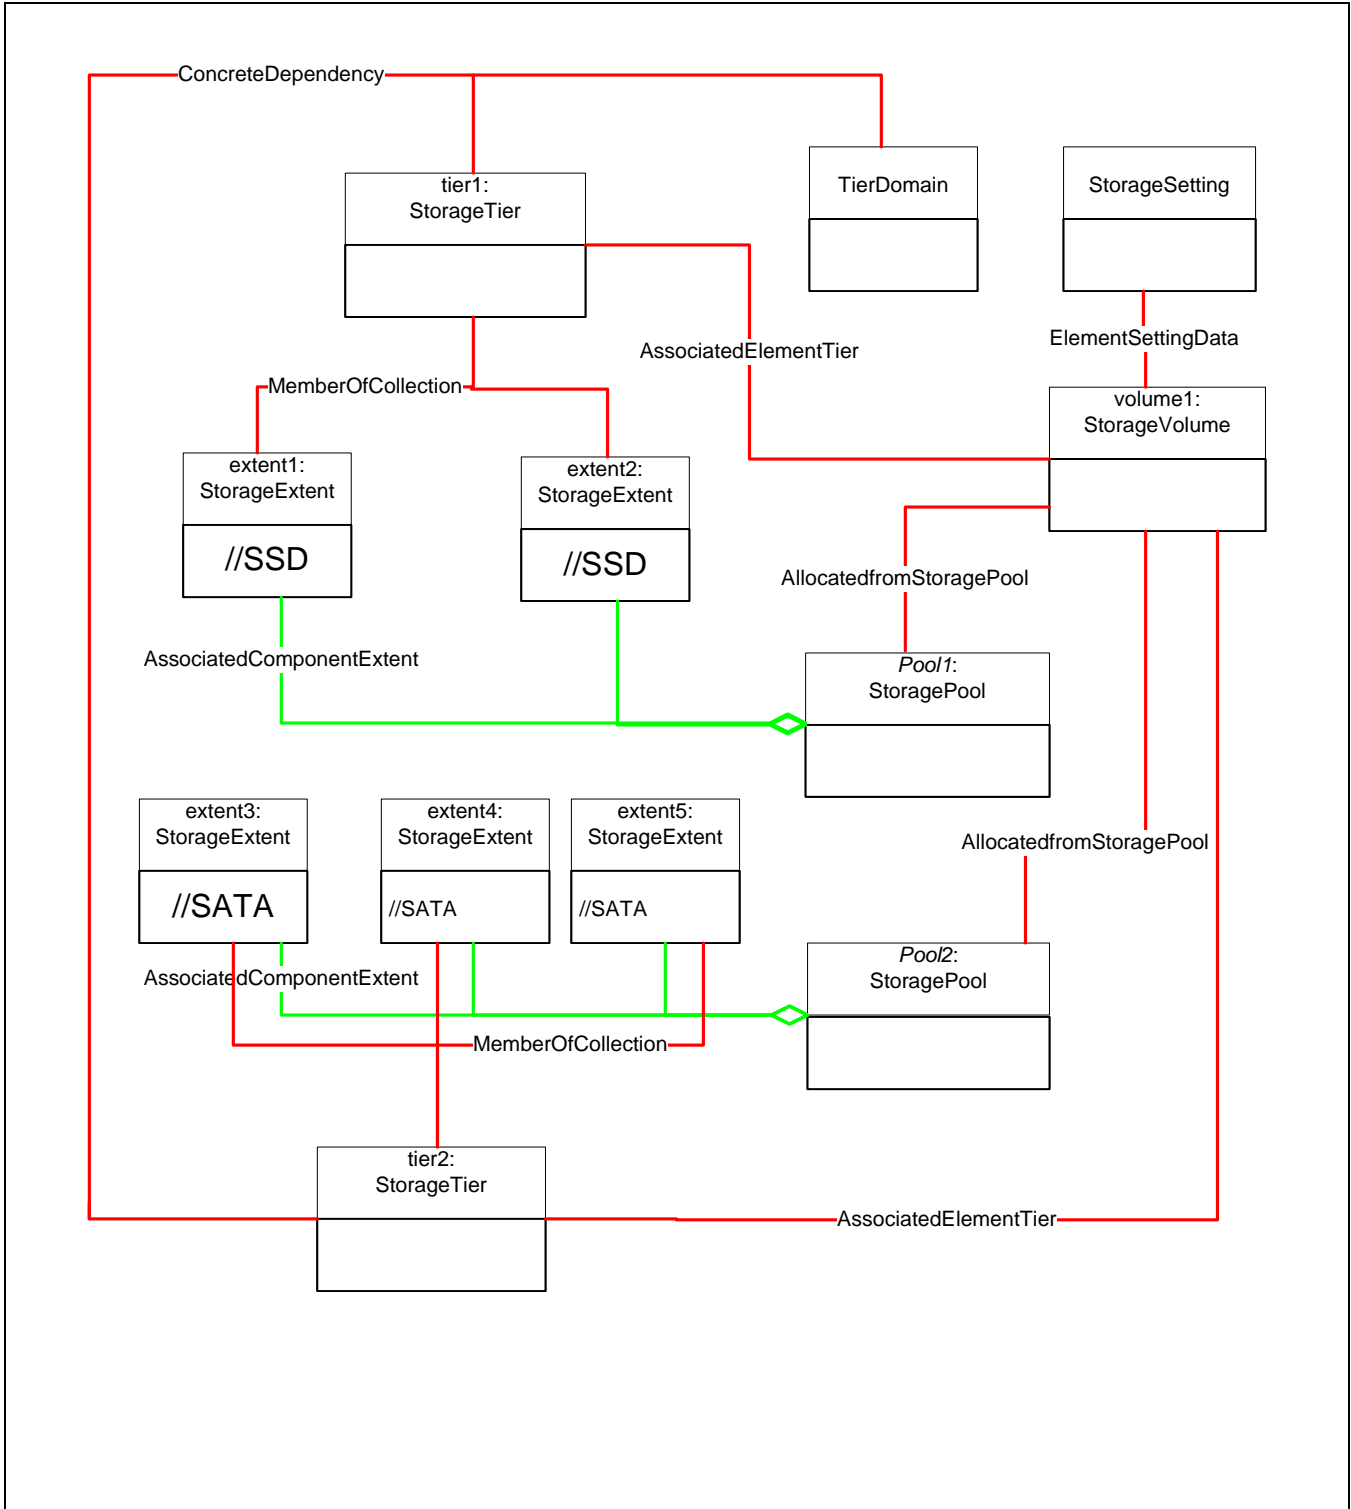 ConcreteDependency
tier1:
StorageTier
TierDomain
StorageSetting
AssociatedElementTier
ElementSettingData
MemberOfCollection
volume1:
StorageVolume
extent1:
StorageExtent
//SSD
extent2:
StorageExtent
//SSD
AllocatedfromStoragePool
AssociatedComponentExtent
Pool1:
StoragePool
extent3:
StorageExtent
//SATA
extent4:
StorageExtent
//SATA
extent5:
StorageExtent
//SATA
AllocatedfromStoragePool
AssociatedComponentExtent
Pool2:
StoragePool
MemberOfCollection
tier2:
StorageTier
AssociatedElementTier